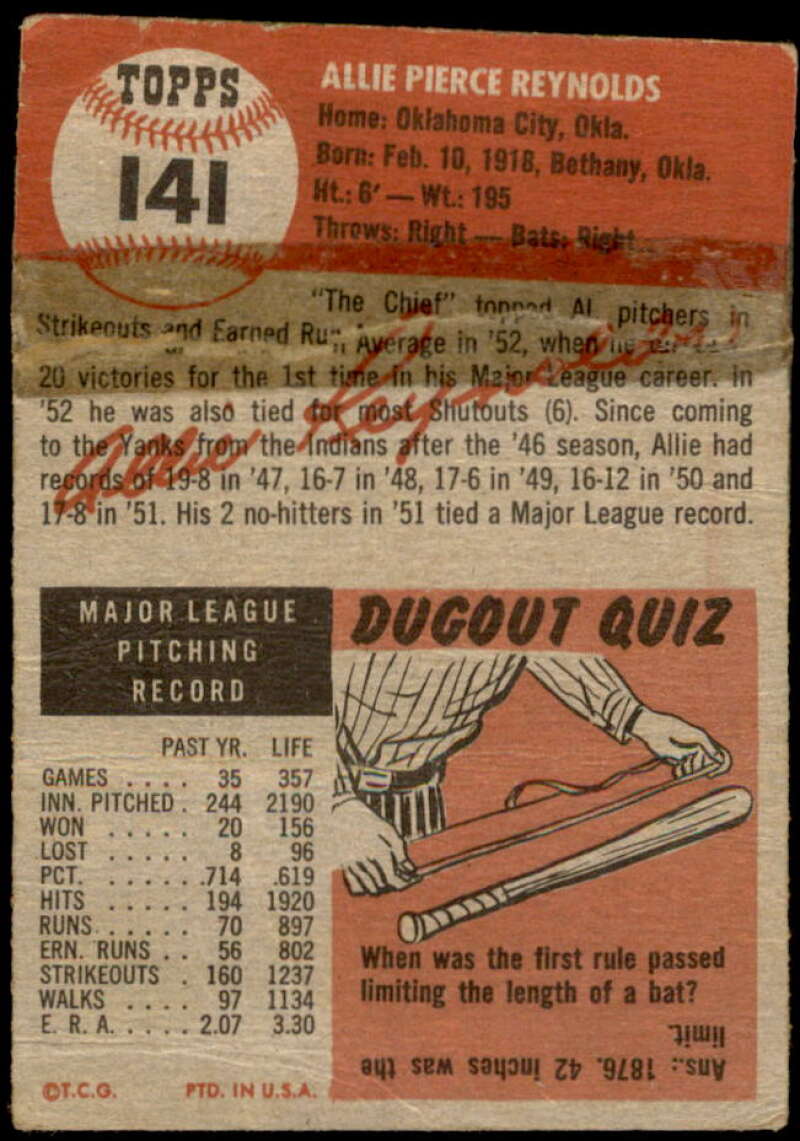 TOPPS
141
ALLIE PIERCE REYNOLDS
Home: Oklahoma City, Okla.
Born: Feb. 10, 1918, Bethany, Okla.
Ht.: 6' — Wt.: 195
Throws: Right — Bats: Right
"The Chief" topped AL pitchers in
Strikeouts and Earned Run Average in '52, when he
20 victories for the 1st time in his Major League career. In
'52 he was also tied for most Shutouts (6). Since coming
to the Yanks from the Indians after the '46 season, Allie had
records of 19-8 in '47, 16-7 in '48, 17-6 in '49, 16-12 in '50 and
17-8 in '51. His 2 no-hitters in '51 tied a Major League record.
Allie Reynolds
MAJOR LEAGUE
PITCHING
RECORD
PAST YR. LIFE
GAMES . . . . 35 357
INN. PITCHED . 244 2190
WON . . . . . 20 156
LOST . . . . . 8 96
PCT. . . . . . . .714 .619
HITS . . . . . 194 1920
RUNS. . . . . . 70 897
ERN. RUNS . . 56 802
STRIKEOUTS . 160 1237
WALKS . . . . 97 1134
E. R. A. . . . . . 2.07 3.30
©T.C.G. PTD. IN U.S.A.
DUGOUT QUIZ
When was the first rule passed
limiting the length of a bat?
Ans.: 1876. 42 inches was the
limit.